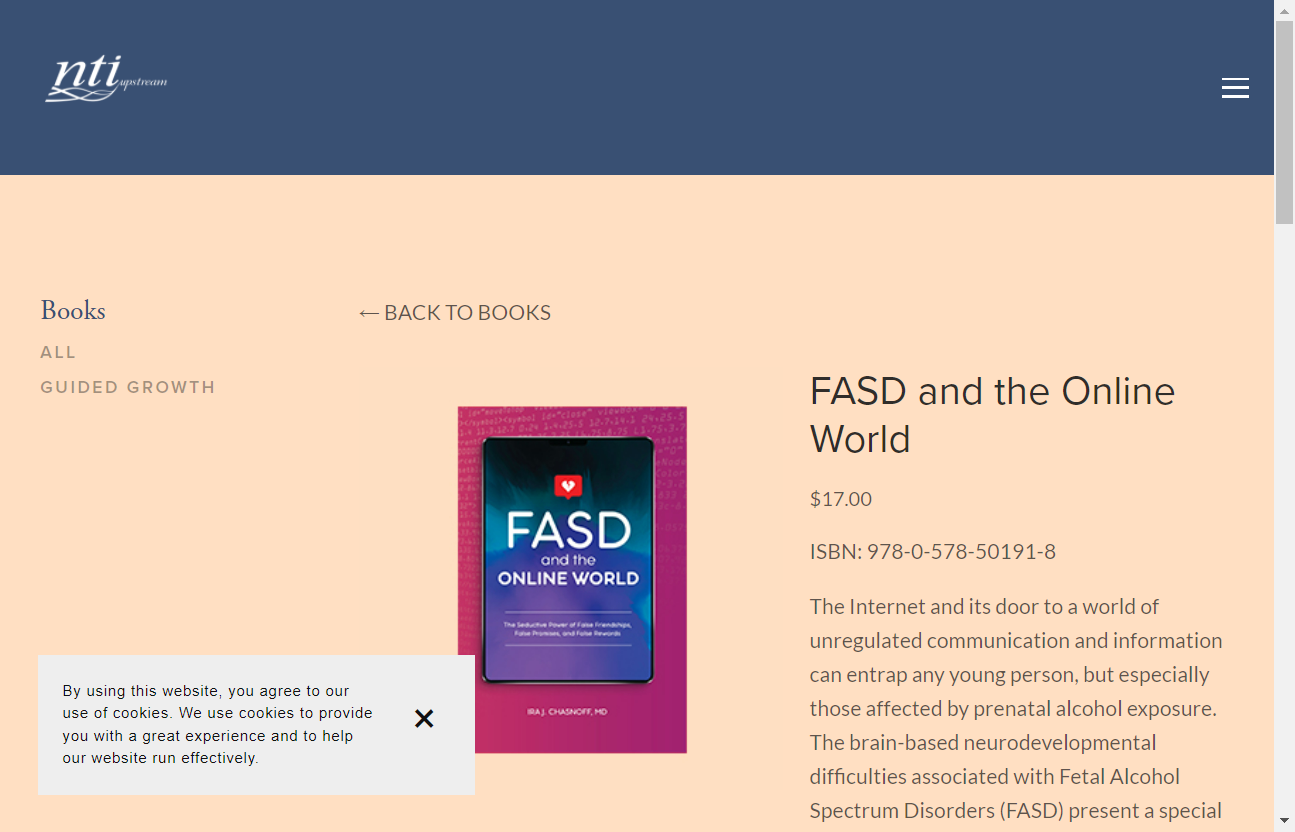 nti upstream
Books
ALL
GUIDED GROWTH
← BACK TO BOOKS
FASD
and the
ONLINE WORLD
The Seductive Power of False Friendships,
False Promises, and False Rewards
IRA J. CHASNOFF, MD
FASD and the Online
World
$17.00
ISBN: 978-0-578-50191-8
The Internet and its door to a world of
unregulated communication and information
can entrap any young person, but especially
those affected by prenatal alcohol exposure.
The brain-based neurodevelopmental
difficulties associated with Fetal Alcohol
Spectrum Disorders (FASD) present a special
By using this website, you agree to our
use of cookies. We use cookies to provide
you with a great experience and to help
our website run effectively.